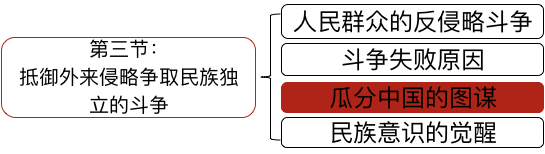 第三节：
抵御外来侵略争取民族独
立的斗争
人民群众的反侵略斗争
斗争失败原因
瓜分中国的图谋
民族意识的觉醒